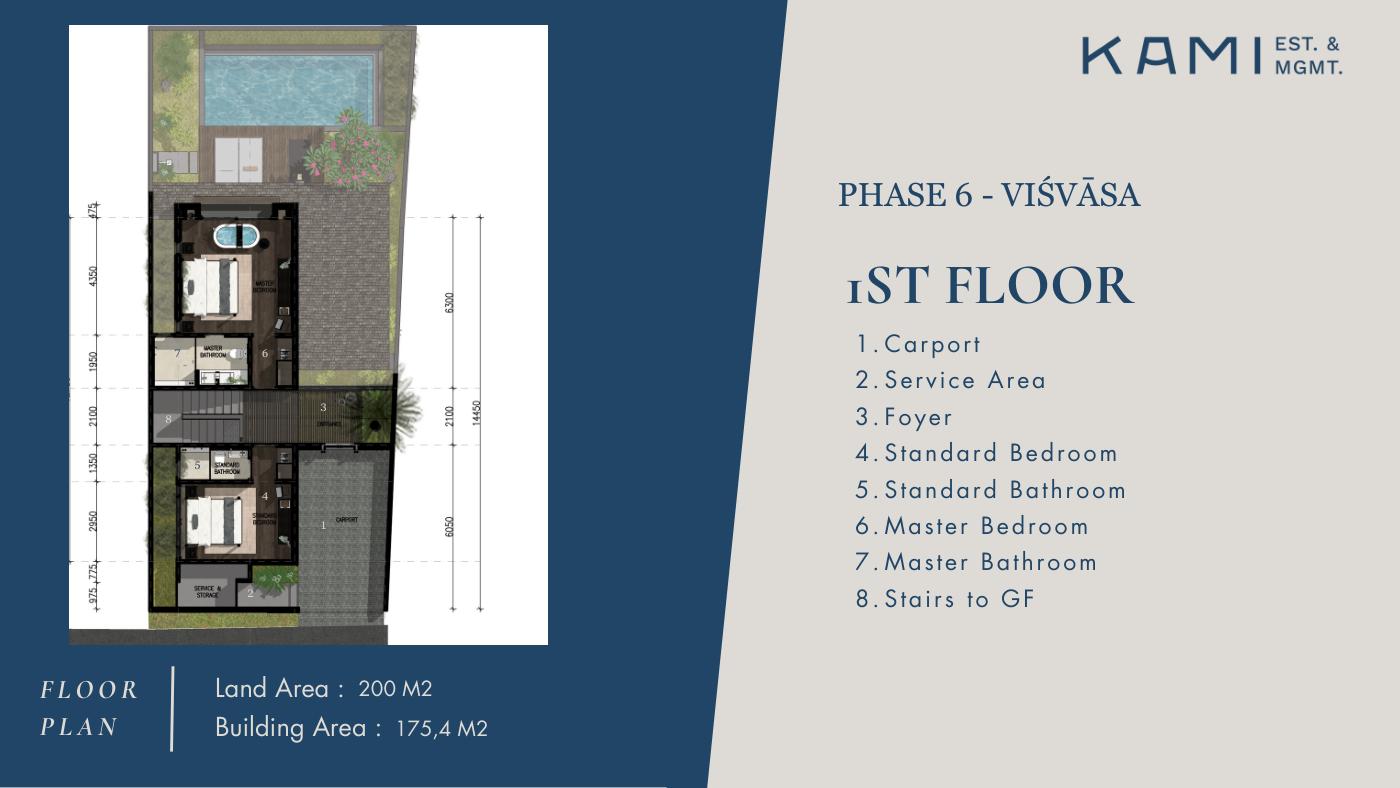 KAMI EST. &
MGMT.
PHASE 6 - VIŚVĀSA
1ST FLOOR
1. Carport
2. Service Area
3. Foyer
4. Standard Bedroom
5. Standard Bathroom
6. Master Bedroom
7. Master Bathroom
8. Stairs to GF
475
4350
1950
2100
1350
2950
775
975
6300
2100
6050
14450
MASTER
BEDROOM
7
MASTER
BATHROOM
6
3
8
ENTRANCE
5
STANDARD
BATHROOM
4
STANDARD
BEDROOM
1
CARPORT
SERVICE &
STORAGE
2
FLOOR
PLAN
Land Area : 200 M2
Building Area : 175,4 M2